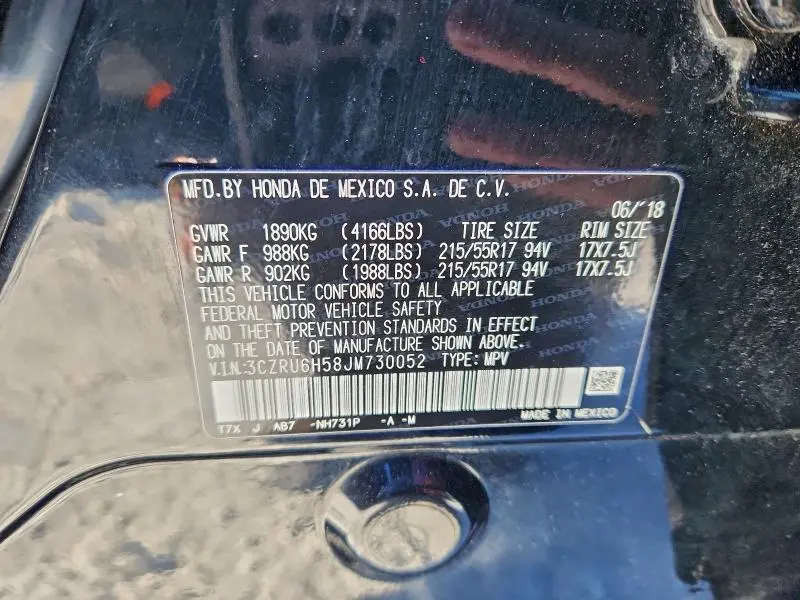 MFD.BY HONDA DE MEXICO S.A. DE C.V.
06/'18
GVWR 1890KG (4166LBS) TIRE SIZE RIM SIZE
GAWR F 988KG (2178LBS) 215/55R17 94V 17X7.5J
GAWR R 902KG (1988LBS) 215/55R17 94V 17X7.5J
THIS VEHICLE CONFORMS TO ALL APPLICABLE
FEDERAL MOTOR VEHICLE SAFETY
AND THEFT PREVENTION STANDARDS IN EFFECT
ON THE DATE OF MANUFACTURE SHOWN ABOVE.
V.I.N:3CZRU6H58JM730052 TYPE: MPV
T7X J AB7 -NH731P -A -M
MADE IN MEXICO